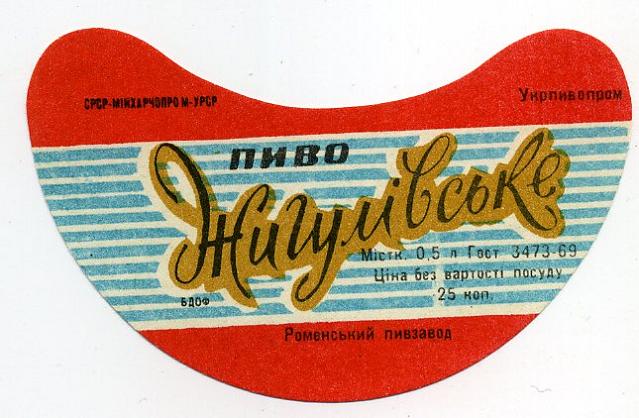 СРСР-МІНХАРЧОПРОМ-УРСР
Укрпивопром
ПИВО
Жигулівське
Містк. 0,5 л Гост 3473-69
Ціна без вартості посуду
25 коп.
БДОФ
Роменський пивзавод